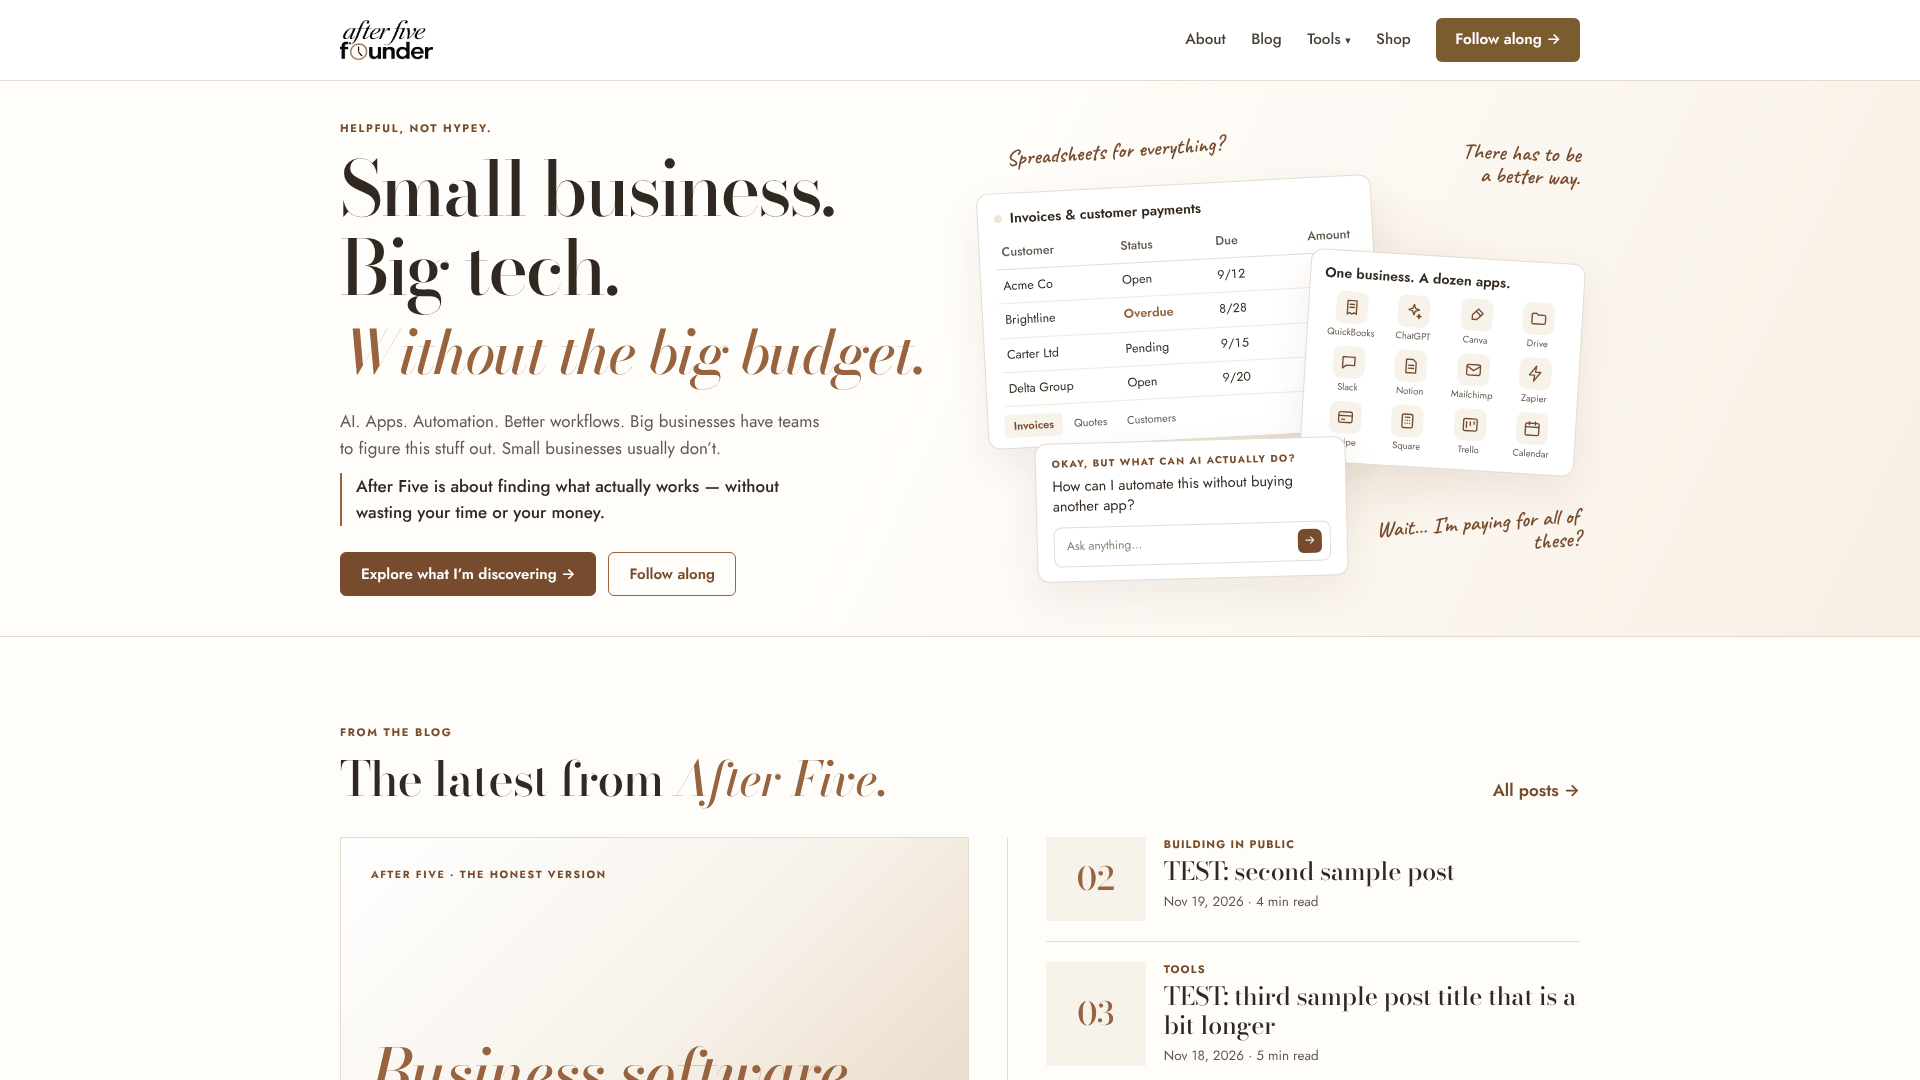 after five
founder
About
Blog
Tools ▾
Shop
Follow along →
HELPFUL, NOT HYPEY.
Small business.
Big tech.
Without the big budget.
AI. Apps. Automation. Better workflows. Big businesses have teams
to figure this stuff out. Small businesses usually don't.
After Five is about finding what actually works — without
wasting your time or your money.
Explore what I'm discovering →
Follow along
Spreadsheets for everything?
There has to be
a better way.
Invoices & customer payments
Customer Status Due Amount
Acme Co Open 9/12
Brightline Overdue 8/28
Carter Ltd Pending 9/15
Delta Group Open 9/20
Invoices Quotes Customers
One business. A dozen apps.
QuickBooks ChatGPT Canva Drive
Slack Notion Mailchimp Zapier
Square Trello Calendar
OKAY, BUT WHAT CAN AI ACTUALLY DO?
How can I automate this without buying
another app?
Ask anything...
→
Wait... I'm paying for all of
these?
FROM THE BLOG
The latest from After Five.
All posts →
AFTER FIVE · THE HONEST VERSION
Business software
02
BUILDING IN PUBLIC
TEST: second sample post
Nov 19, 2026 · 4 min read
03
TOOLS
TEST: third sample post title that is a
bit longer
Nov 18, 2026 · 5 min read